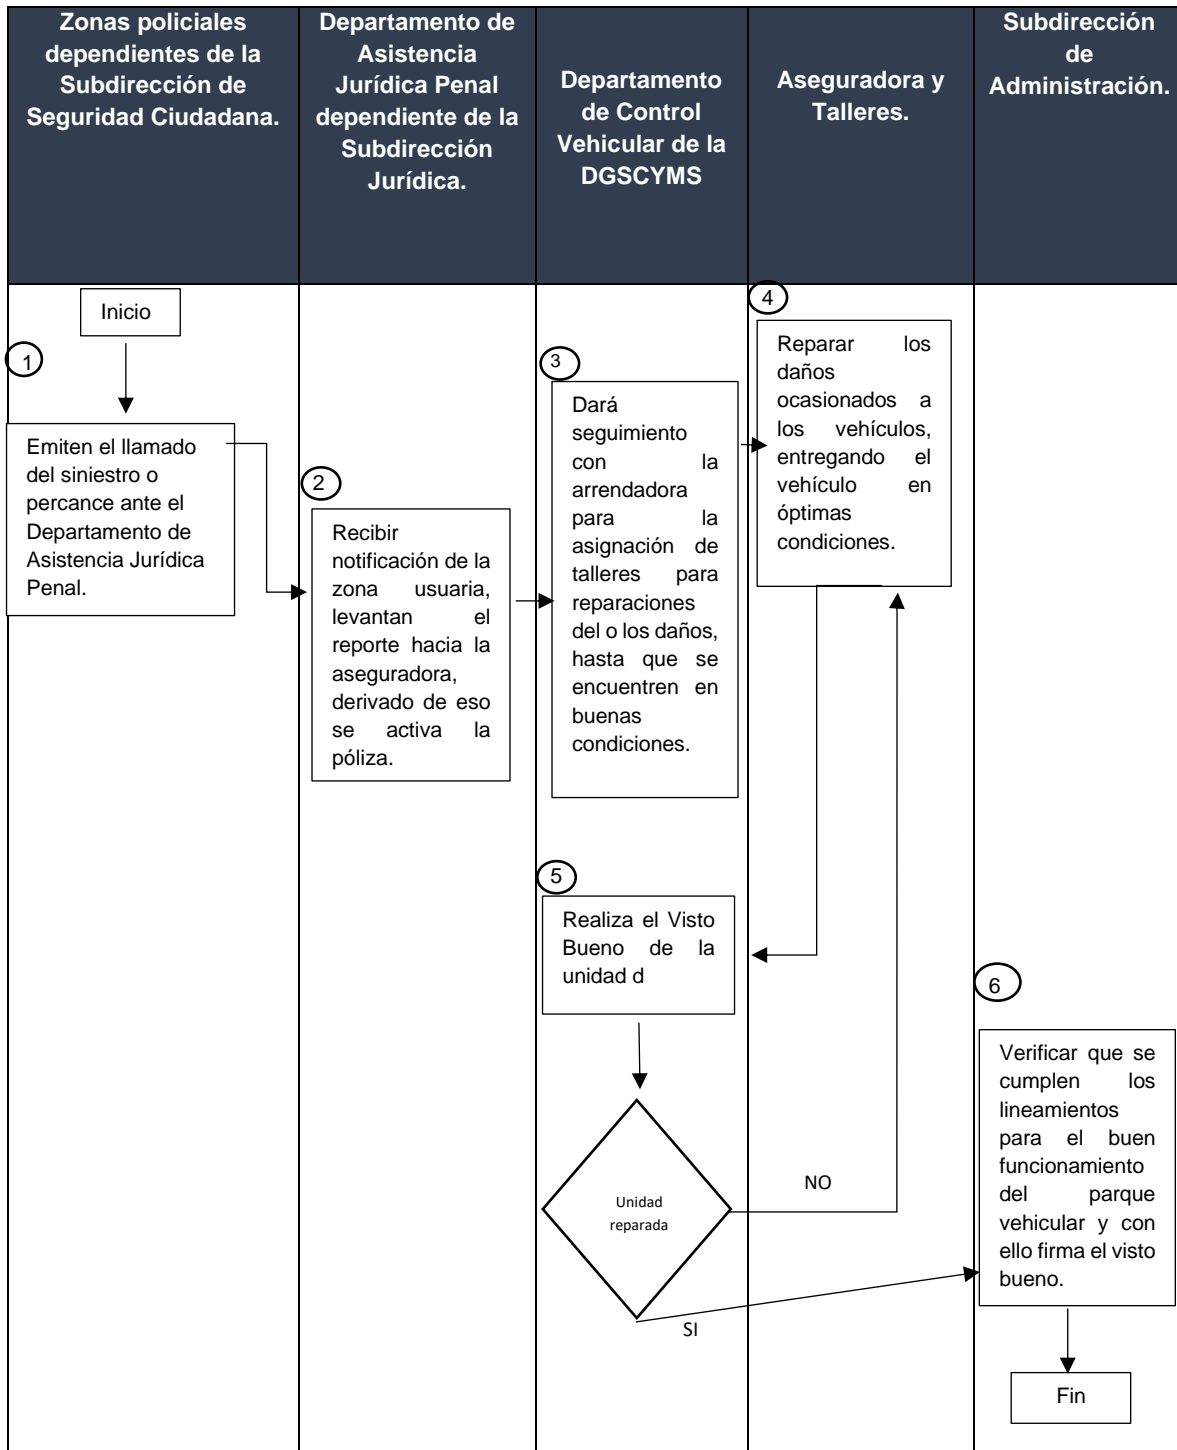 Zonas policiales
dependientes de la
Subdirección de
Seguridad Ciudadana.
Departamento de
Asistencia
Jurídica Penal
dependiente de la
Subdirección
Jurídica.
Departamento
de Control
Vehicular de la
DGSCYMS
Aseguradora y
Talleres.
Subdirección
de
Administración.
Inicio
1
Emiten el llamado
del siniestro o
percance ante el
Departamento de
Asistencia Jurídica
Penal.
2
Recibir
notificación de la
zona usuaria,
levantan el
reporte hacia la
aseguradora,
derivado de eso
se activa la
póliza.
3
Dará
seguimiento
con la
arrendadora
para la
asignación de
talleres para
reparaciones
del o los daños,
hasta que se
encuentren en
buenas
condiciones.
4
Reparar los
daños
ocasionados a
los vehículos,
entregando el
vehículo en
óptimas
condiciones.
5
Realiza el Visto
Bueno de la
unidad d
Unidad
reparada
NO
SI
6
Verificar que se
cumplen los
lineamientos
para el buen
funcionamiento
del parque
vehicular y con
ello firma el visto
bueno.
Fin